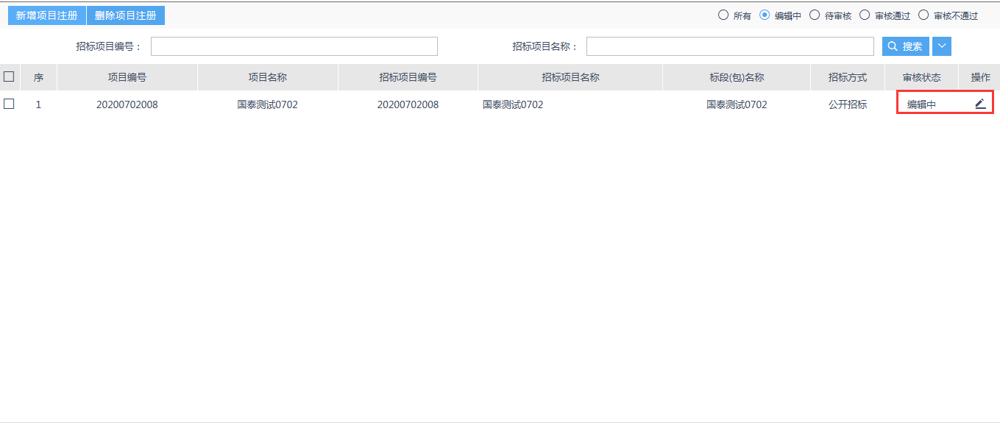 新增项目注册 删除项目注册 所有 编辑中 待审核 审核通过 审核不通过
招标项目编号： 招标项目名称： 搜索
序 项目编号 项目名称 招标项目编号 招标项目名称 标段(包)名称 招标方式 审核状态 操作
1 20200702008 国泰测试0702 20200702008 国泰测试0702 国泰测试0702 公开招标 编辑中